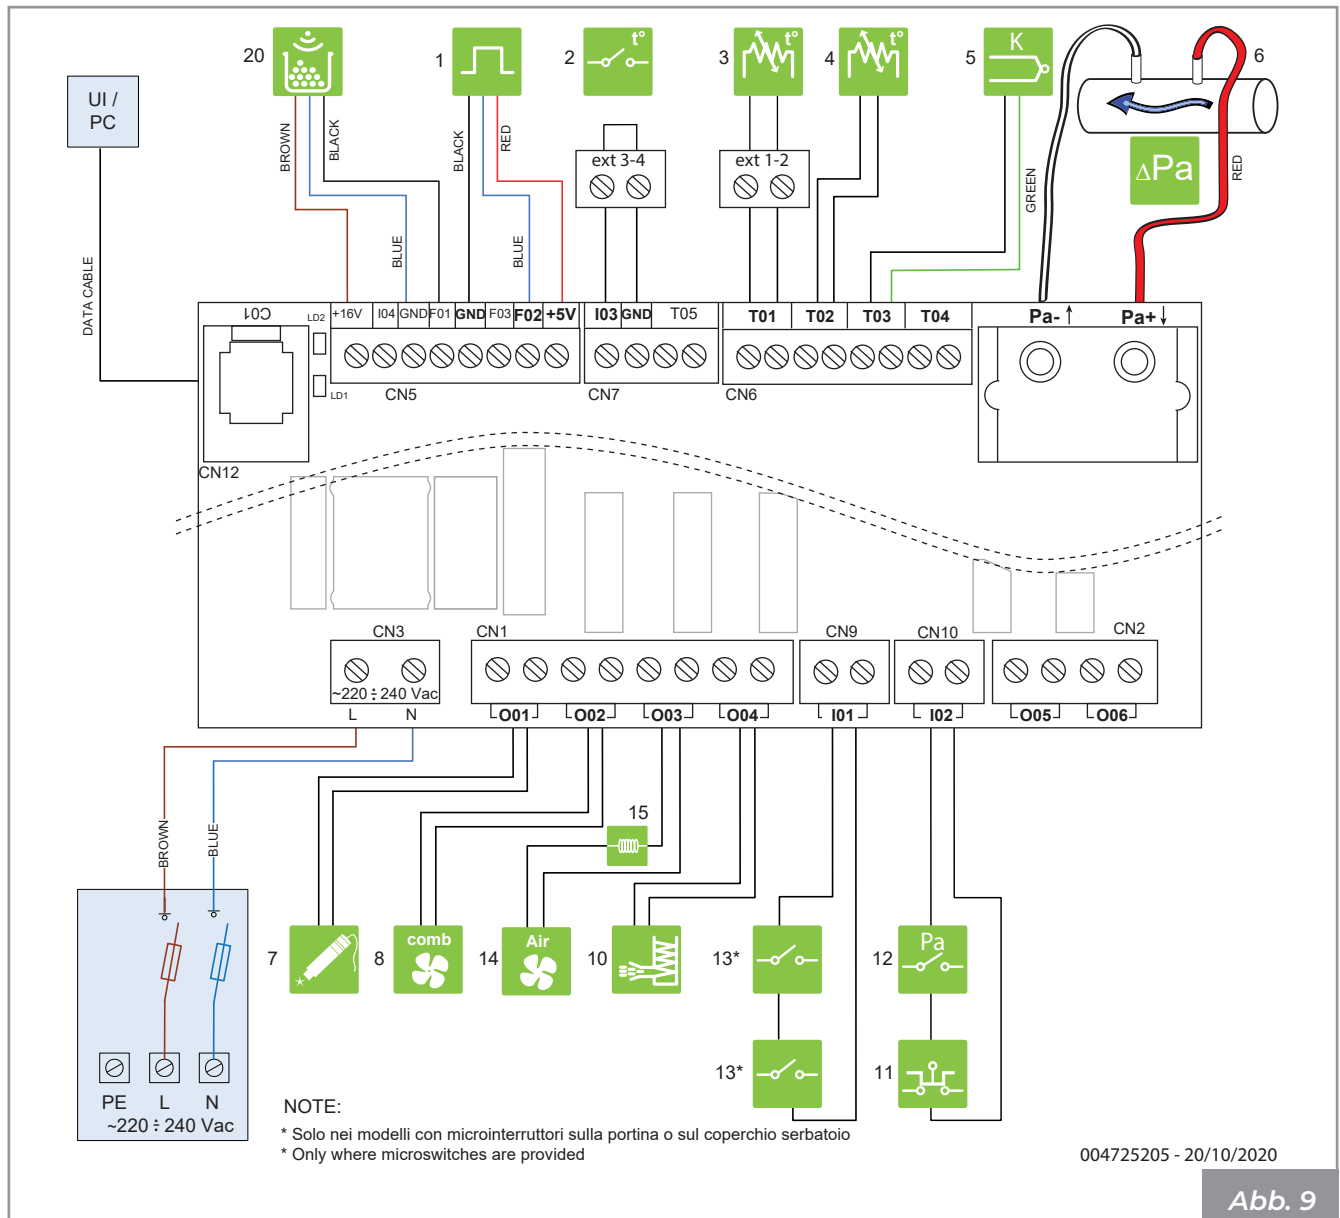 20
1
2
t°
3
t°
4
t°
5
K
6
UI /
PC
BROWN
BLACK
BLUE
BLACK
RED
BLUE
ext 3-4
ext 1-2
GREEN
ΔPa
RED
DATA CABLE
C01
LD2
+16V
I04
GND
F01
GND
F03
F02
+5V
I03
GND
T05
T01
T02
T03
T04
Pa- ↑
Pa+ ↓
LD1
CN5
CN7
CN6
CN12
CN3
CN1
CN9
CN10
CN2
~220 ÷ 240 Vac
L
N
O01
O02
O03
O04
I01
I02
O05
O06
BROWN
BLUE
15
7
8
comb
14
Air
10
13*
12
Pa
13*
11
PE
L
N
~220 ÷ 240 Vac
NOTE:
* Solo nei modelli con microinterruttori sulla portina o sul coperchio serbatoio
* Only where microswitches are provided
004725205 - 20/10/2020
Abb. 9